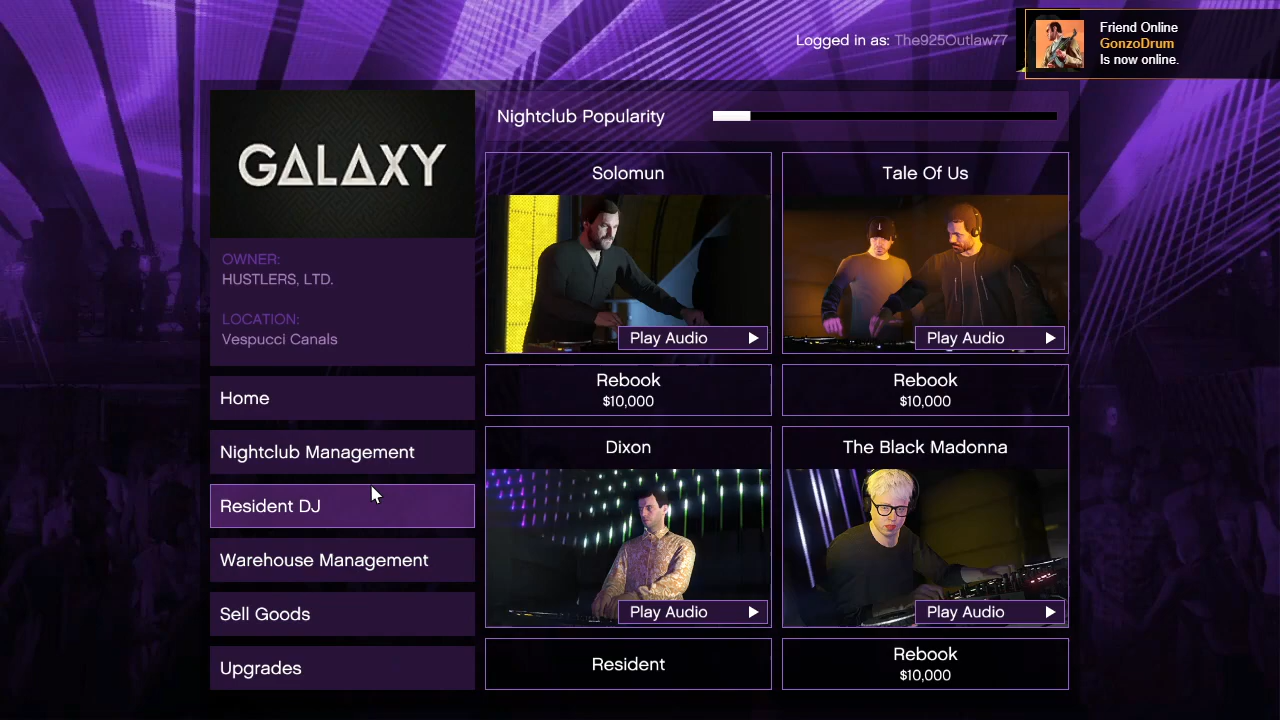 Logged in as: The925Outlaw77
Friend Online
GonzoDrum
Is now online.
GALAXY
OWNER:
HUSTLERS, LTD.
LOCATION:
Vespucci Canals
Home
Nightclub Management
Resident DJ
Warehouse Management
Sell Goods
Upgrades
Nightclub Popularity
Solomun
Play Audio
Rebook
$10,000
Tale Of Us
Play Audio
Rebook
$10,000
Dixon
Play Audio
Resident
The Black Madonna
Play Audio
Rebook
$10,000